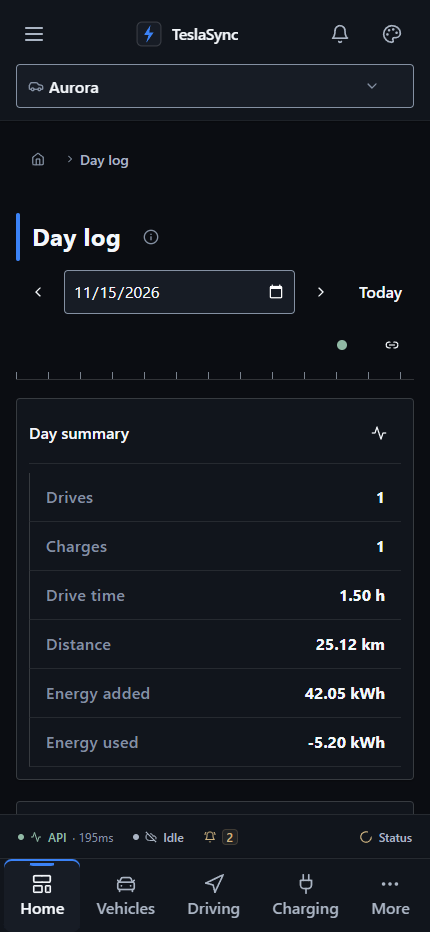 TeslaSync
Aurora
Day log
Day log
11/15/2026
Today
Day summary
Drives 1
Charges 1
Drive time 1.50 h
Distance 25.12 km
Energy added 42.05 kWh
Energy used -5.20 kWh
API · 195ms Idle 2 Status
Home Vehicles Driving Charging More